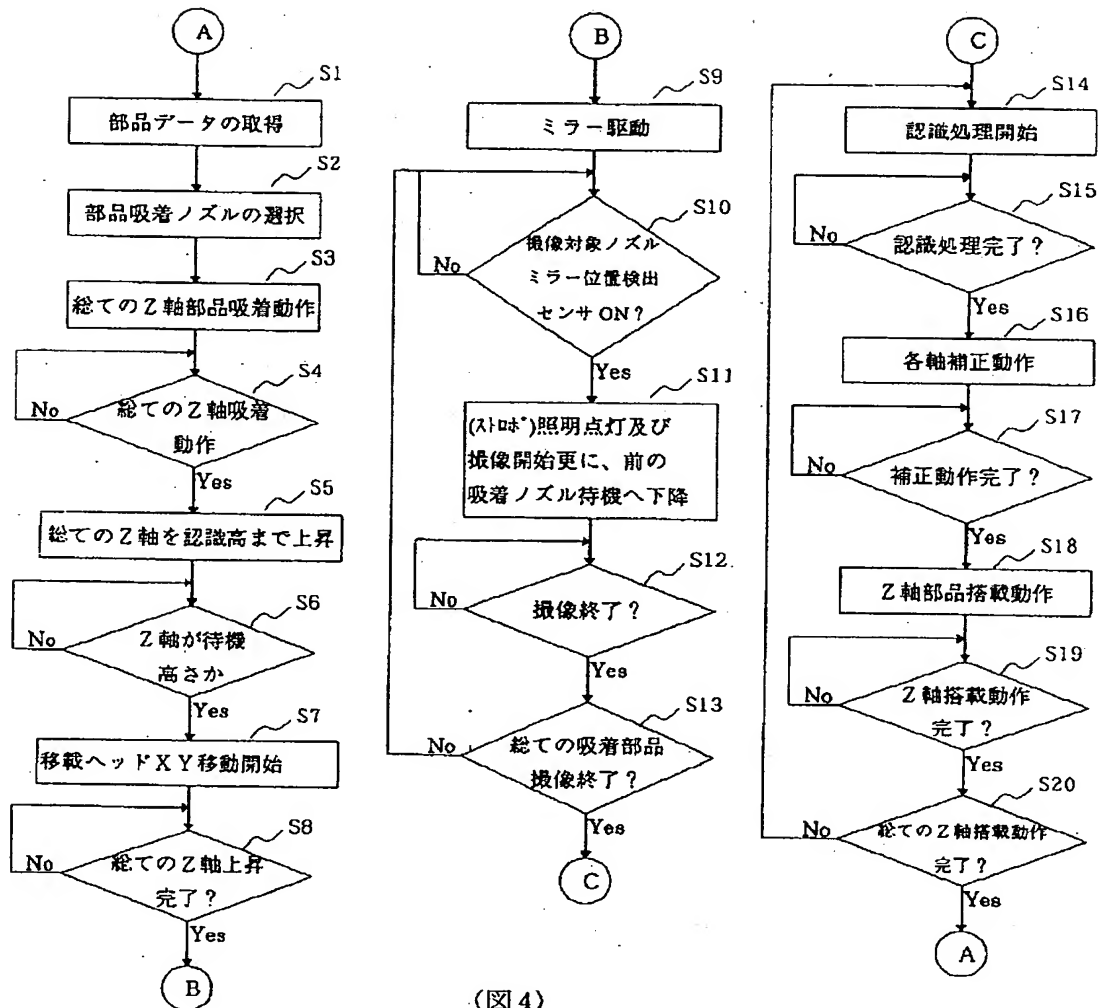 A
S1
部品データの取得
S2
部品吸着ノズルの選択
S3
総てのZ軸部品吸着動作
S4
総てのZ軸吸着
動作
No
Yes
S5
総てのZ軸を認識高まで上昇
S6
Z軸が待機
高さか
No
Yes
S7
移載ヘッドXY移動開始
S8
総てのZ軸上昇
完了?
No
Yes
B
B
S9
ミラー駆動
S10
撮像対象ノズル
ミラー位置検出
センサON?
No
Yes
S11
(ストロボ)照明点灯及び
撮像開始更に、前の
吸着ノズル待機へ下降
S12
撮像終了?
No
Yes
S13
総ての吸着部品
撮像終了?
No
Yes
C
C
S14
認識処理開始
S15
認識処理完了?
No
Yes
S16
各軸補正動作
S17
補正動作完了?
No
Yes
S18
Z軸部品搭載動作
S19
Z軸搭載動作
完了?
No
Yes
S20
総てのZ軸搭載動作
完了?
No
Yes
A
(図4)